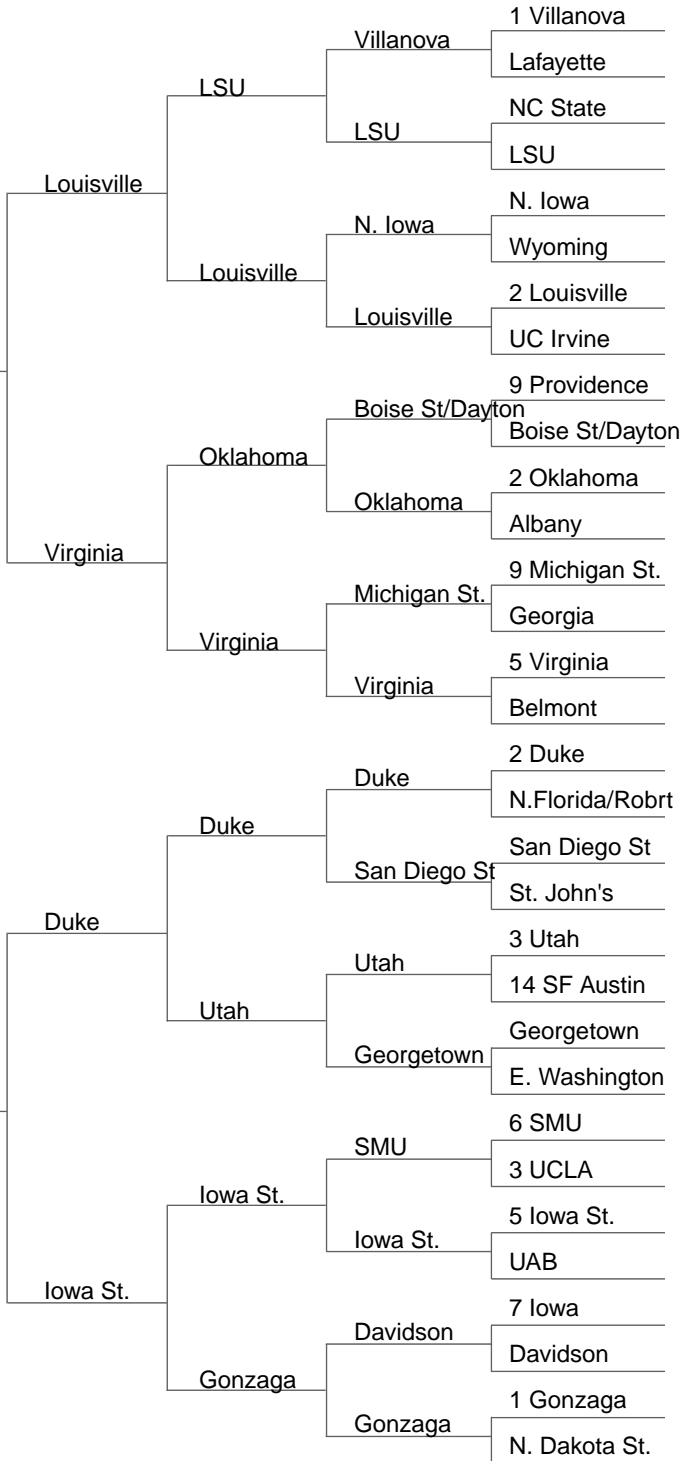 1 Villanova
Villanova
Lafayette
LSU
NC State
LSU
LSU
Louisville
N. Iowa
N. Iowa
Wyoming
Louisville
2 Louisville
Louisville
UC Irvine
9 Providence
Boise St/Dayton
Boise St/Dayton
Oklahoma
2 Oklahoma
Oklahoma
Albany
Virginia
9 Michigan St.
Michigan St.
Georgia
Virginia
5 Virginia
Virginia
Belmont
2 Duke
Duke
N.Florida/Robrt
Duke
San Diego St
San Diego St
St. John's
Duke
3 Utah
Utah
14 SF Austin
Utah
Georgetown
Georgetown
E. Washington
6 SMU
SMU
3 UCLA
Iowa St.
5 Iowa St.
Iowa St.
UAB
Iowa St.
7 Iowa
Davidson
Davidson
Gonzaga
1 Gonzaga
Gonzaga
N. Dakota St.